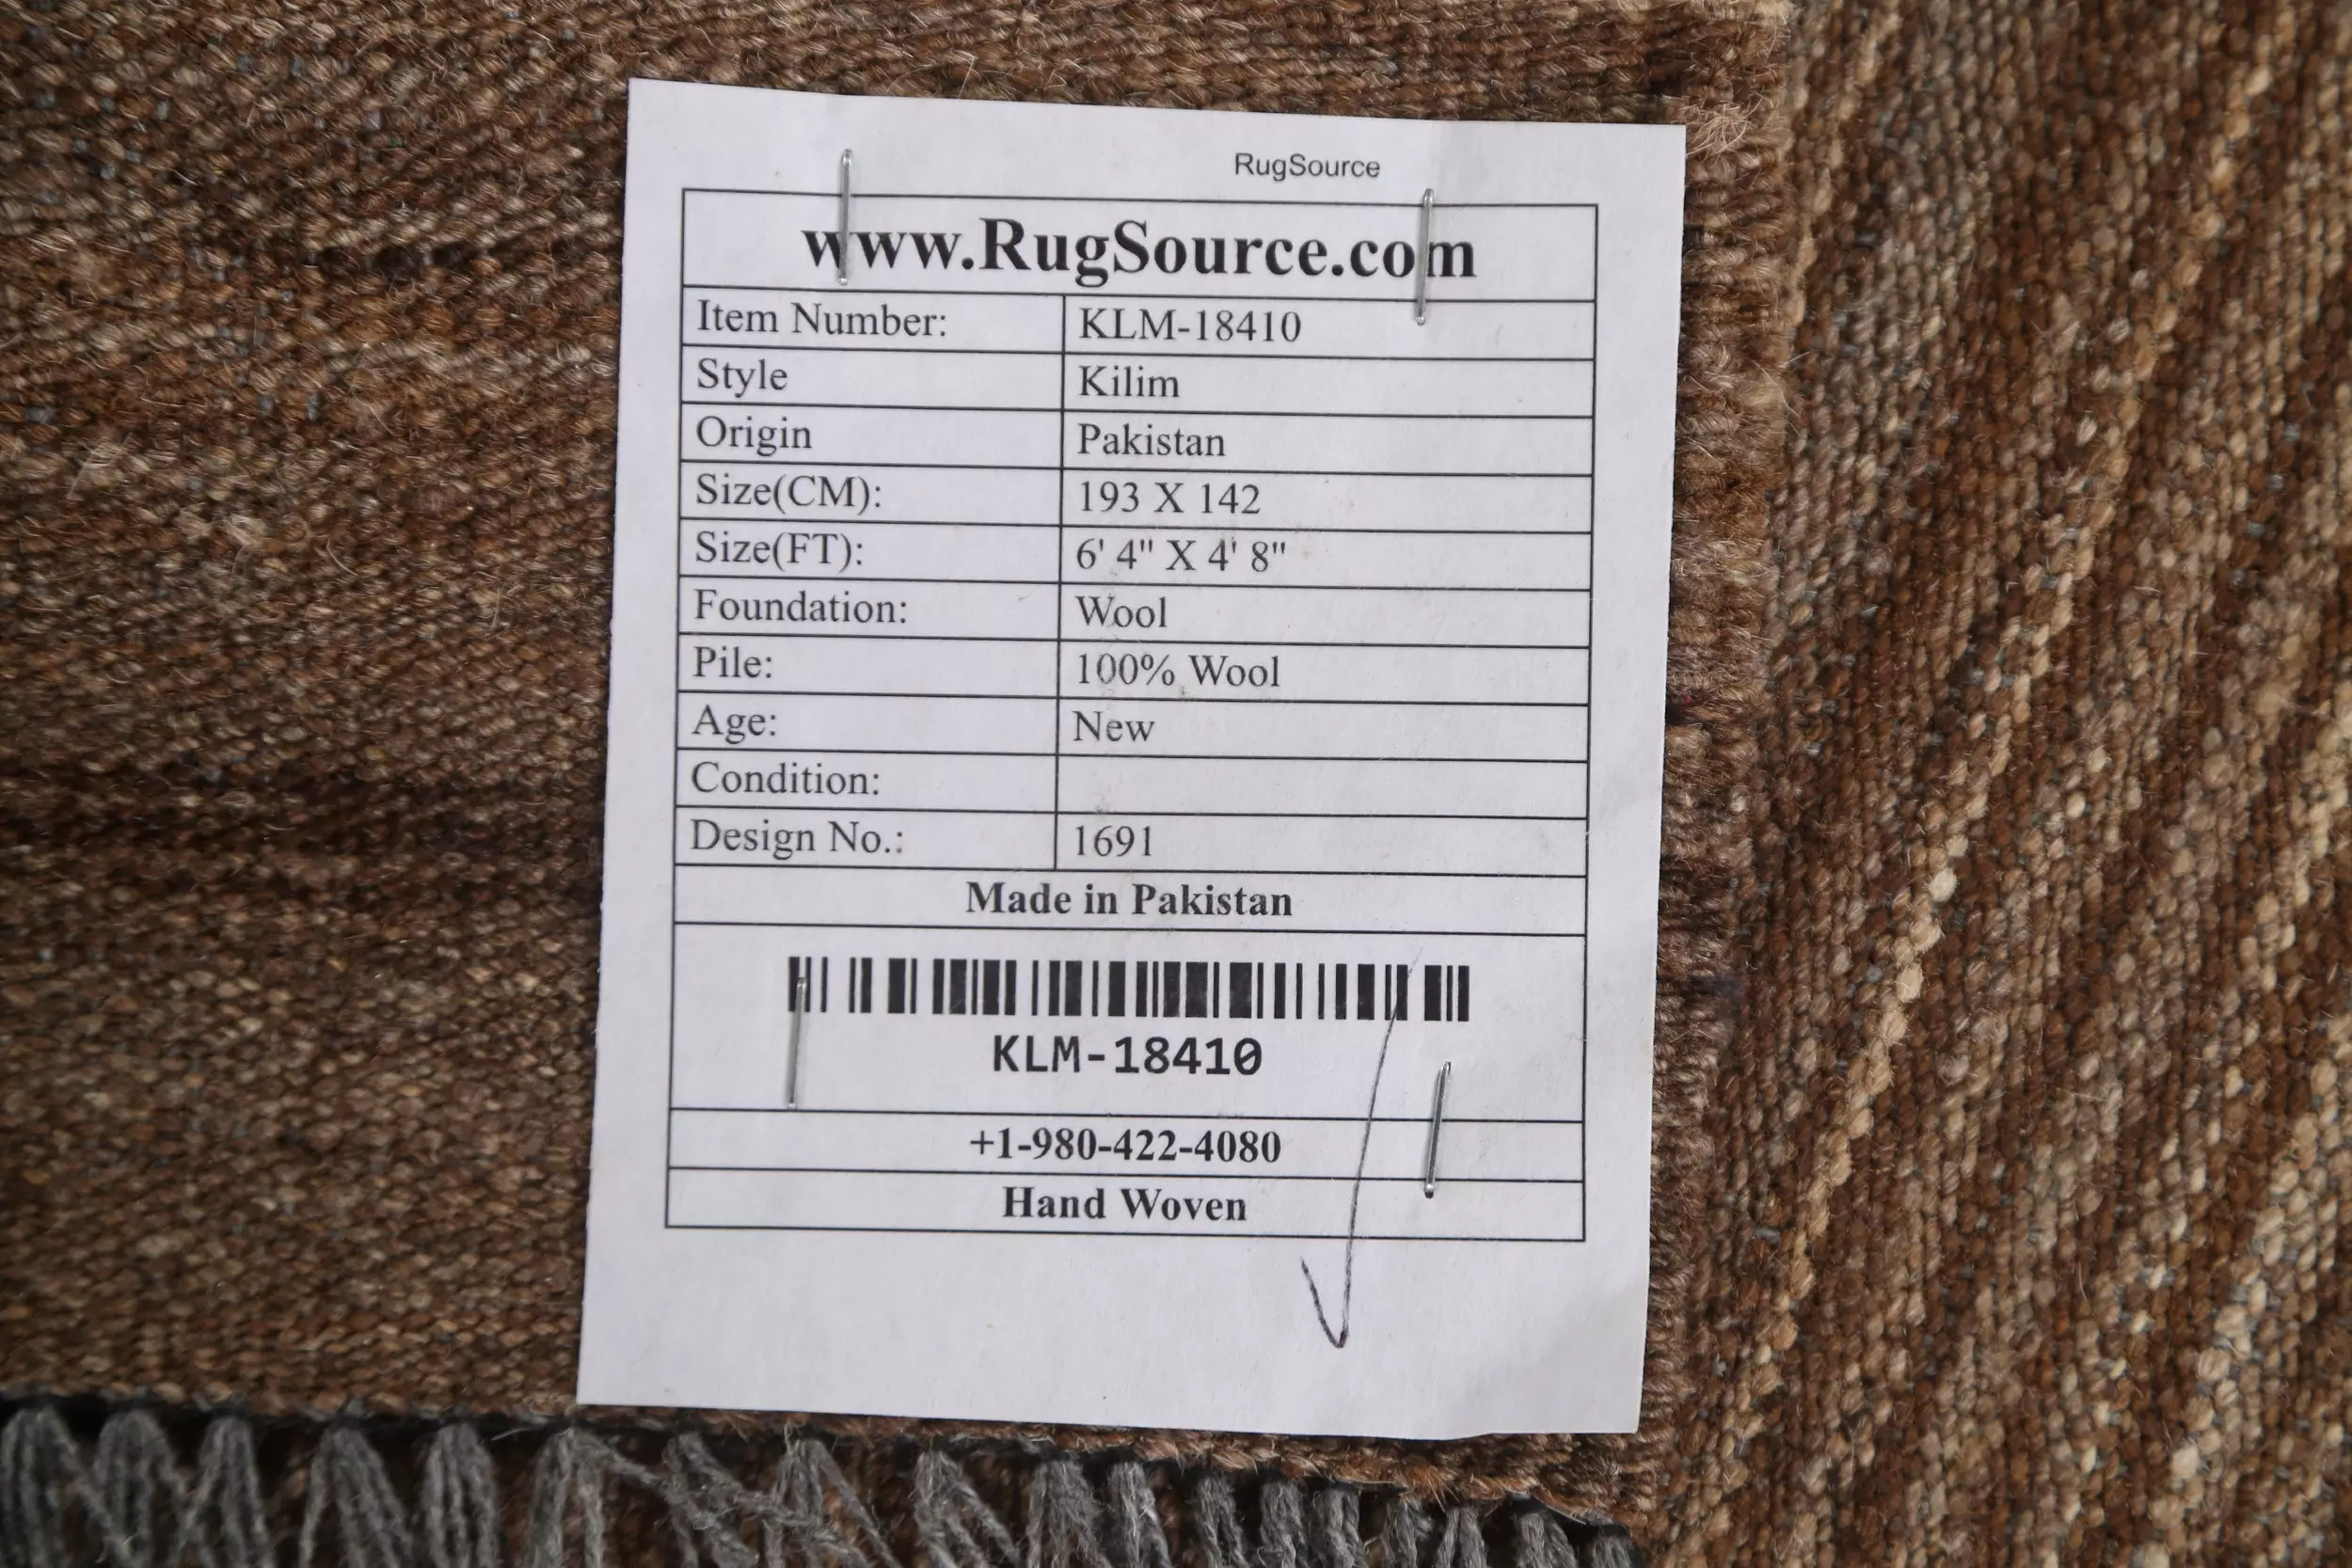 RugSource
www.RugSource.com
Item Number: KLM-18410
Style Kilim
Origin Pakistan
Size(CM): 193 X 142
Size(FT): 6' 4" X 4' 8"
Foundation: Wool
Pile: 100% Wool
Age: New
Condition:
Design No.: 1691
Made in Pakistan
KLM-18410
+1-980-422-4080
Hand Woven